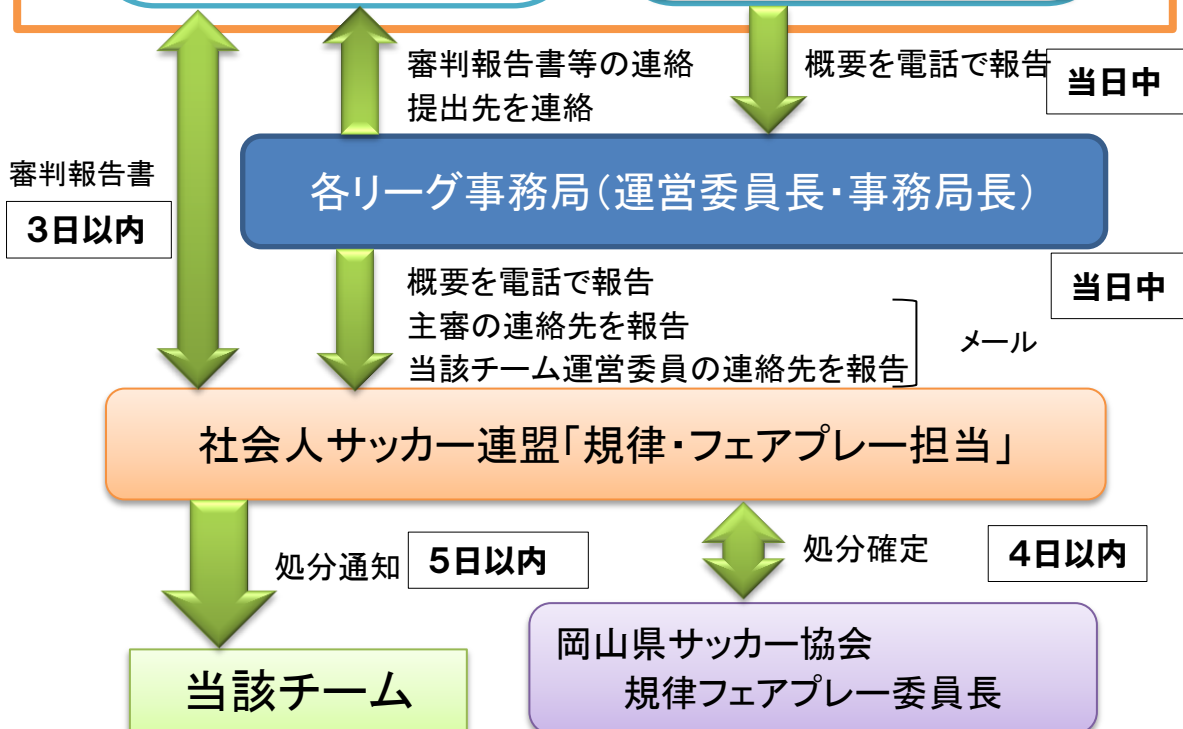 審判報告書等の連絡
提出先を連絡
概要を電話で報告
当日中
審判報告書
3日以内
各リーグ事務局(運営委員長・事務局長)
概要を電話で報告
主審の連絡先を報告
当該チーム運営委員の連絡先を報告
メール
当日中
社会人サッカー連盟「規律・フェアプレー担当」
処分通知
5日以内
処分確定
4日以内
当該チーム
岡山県サッカー協会
規律フェアプレー委員長